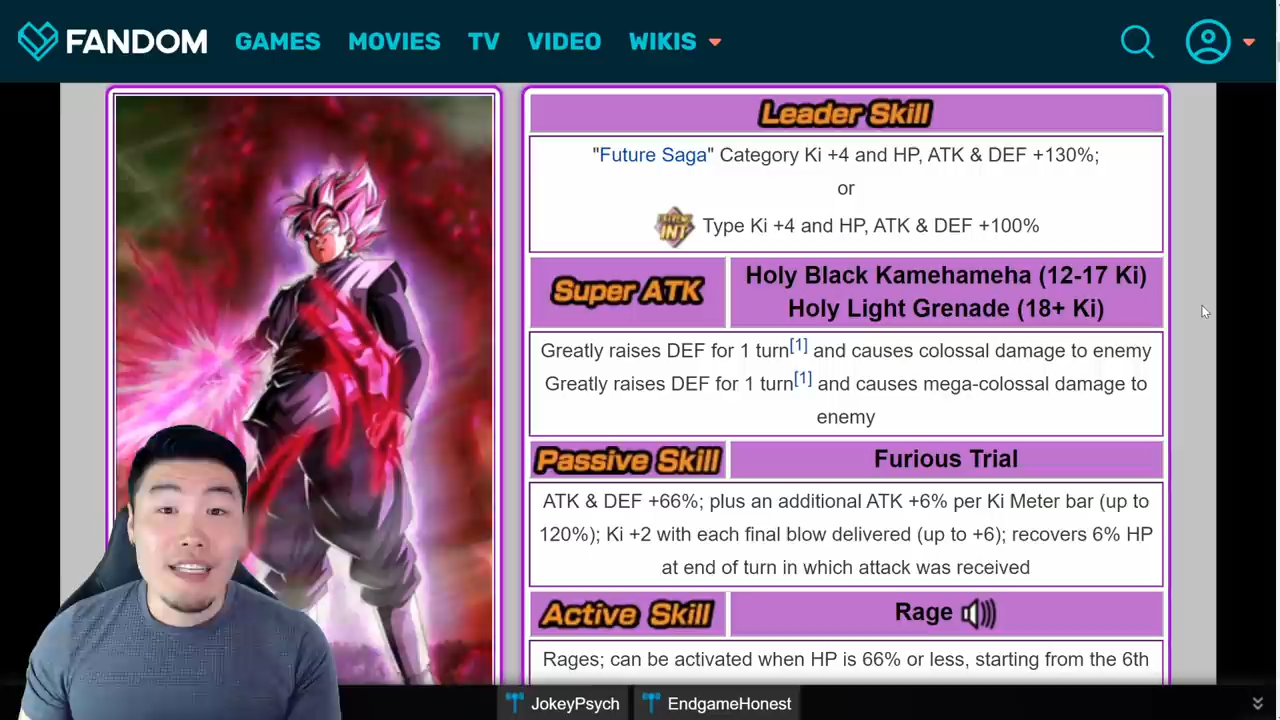 FANDOM GAMES MOVIES TV VIDEO WIKIS
Leader Skill
"Future Saga" Category Ki +4 and HP, ATK & DEF +130%;
or
EXTREME INT Type Ki +4 and HP, ATK & DEF +100%
Super ATK
Holy Black Kamehameha (12-17 Ki)
Holy Light Grenade (18+ Ki)
Greatly raises DEF for 1 turn[1] and causes colossal damage to enemy
Greatly raises DEF for 1 turn[1] and causes mega-colossal damage to
enemy
Passive Skill
Furious Trial
ATK & DEF +66%; plus an additional ATK +6% per Ki Meter bar (up to
120%); Ki +2 with each final blow delivered (up to +6); recovers 6% HP
at end of turn in which attack was received
Active Skill
Rage
Rages; can be activated when HP is 66% or less, starting from the 6th
JokeyPsych EndgameHonest